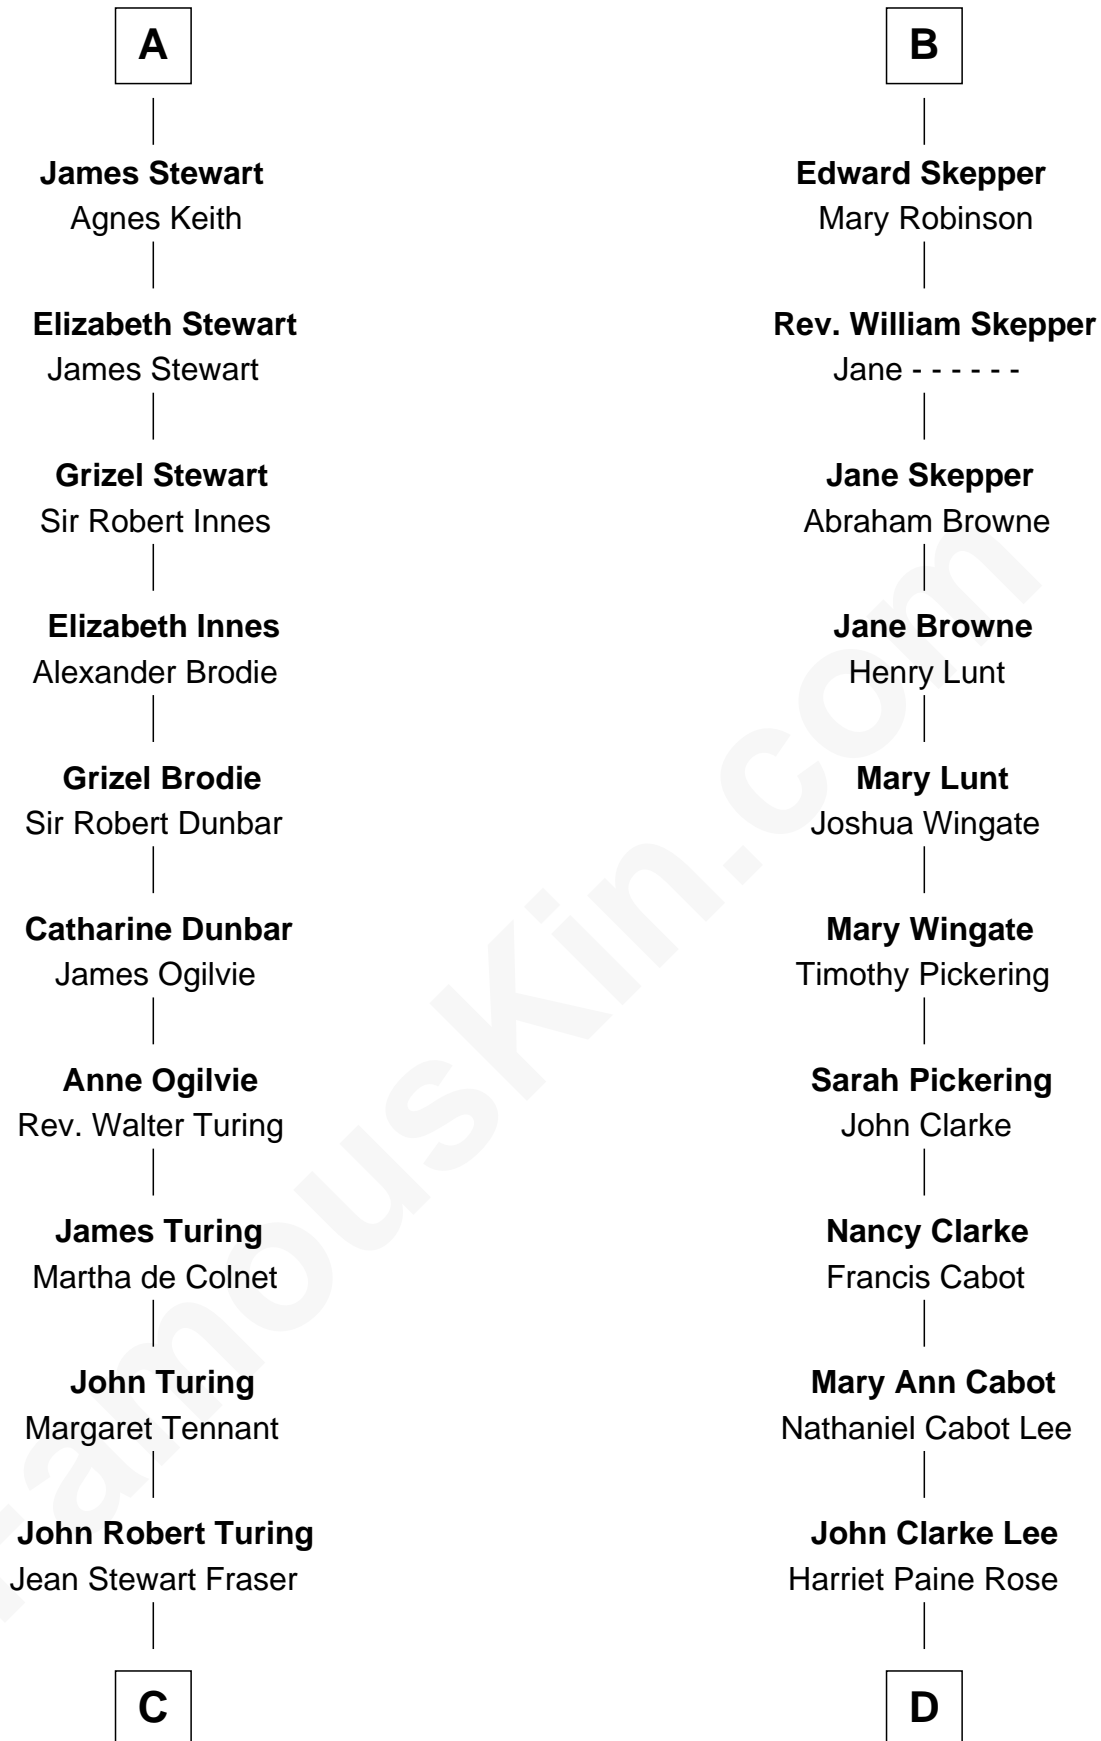 A
James Stewart
Agnes Keith
Elizabeth Stewart
James Stewart
Grizel Stewart
Sir Robert Innes
Elizabeth Innes
Alexander Brodie
Grizel Brodie
Sir Robert Dunbar
Catharine Dunbar
James Ogilvie
Anne Ogilvie
Rev. Walter Turing
James Turing
Martha de Colnet
John Turing
Margaret Tennant
John Robert Turing
Jean Stewart Fraser
C
B
Edward Skepper
Mary Robinson
Rev. William Skepper
Jane - - - - - -
Jane Skepper
Abraham Browne
Jane Browne
Henry Lunt
Mary Lunt
Joshua Wingate
Mary Wingate
Timothy Pickering
Sarah Pickering
John Clarke
Nancy Clarke
Francis Cabot
Mary Ann Cabot
Nathaniel Cabot Lee
John Clarke Lee
Harriet Paine Rose
D
FamousKin.com